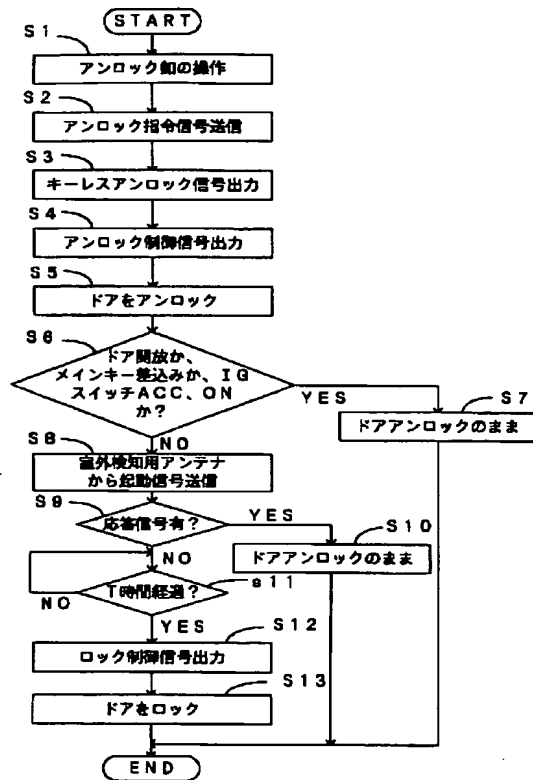 START
S1
アンロック釦の操作
S2
アンロック指令信号送信
S3
キーレスアンロック信号出力
S4
アンロック制御信号出力
S5
ドアをアンロック
S6
ドア開放か、
メインキー差込みか、IG
スイッチACC、ON
か?
YES
S7
ドアアンロックのまま
NO
S8
室外検知用アンテナ
から起動信号送信
S9
応答信号有?
YES
S10
ドアアンロックのまま
NO
T時間経過?
s11
NO
YES
S12
ロック制御信号出力
S13
ドアをロック
END